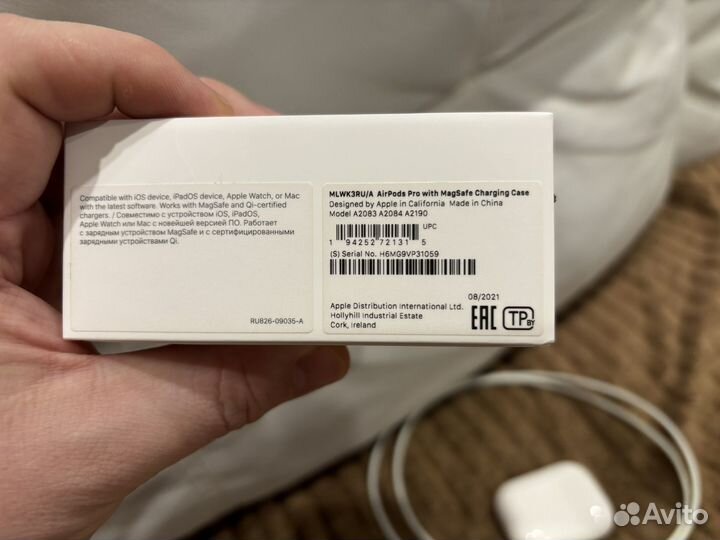 Compatible with iOS device, iPadOS device, Apple Watch, or Mac
with the latest software. Works with MagSafe and Qi-certified
chargers. / Совместимо с устройством iOS, iPadOS,
Apple Watch или Mac с новейшей версией ПО. Работает
с зарядным устройством MagSafe и с сертифицированными
зарядными устройствами Qi.
RU826-09035-A
MLWK3RU/A AirPods Pro with MagSafe Charging Case
Designed by Apple in California Made in China
Model A2083 A2084 A2190
UPC
1 94252 72131 5
(S) Serial No. H6MG9VP31059
08/2021
Apple Distribution International Ltd.
Hollyhill Industrial Estate
Cork, Ireland
EAC TP BY
Avito